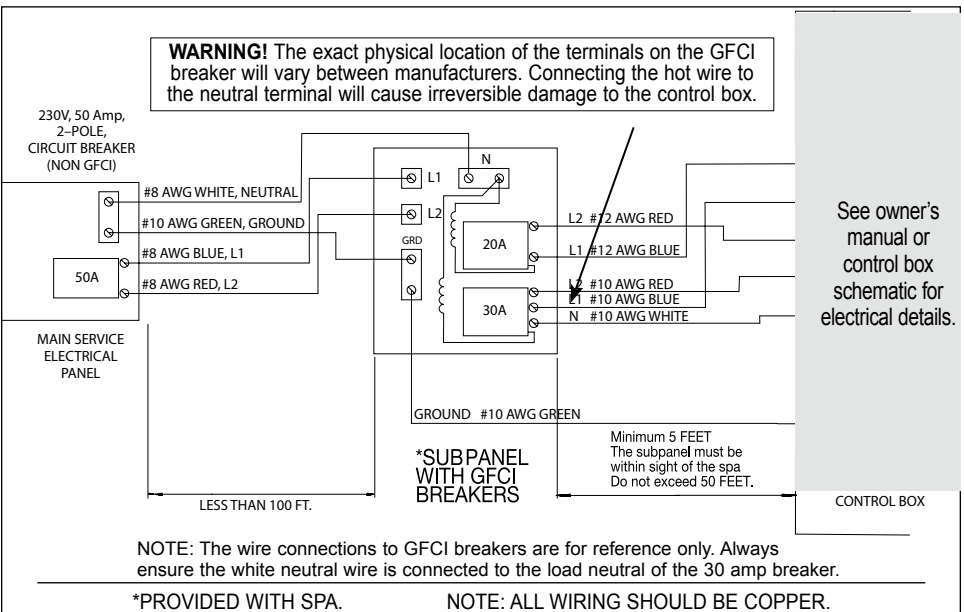 WARNING! The exact physical location of the terminals on the GFCI
breaker will vary between manufacturers. Connecting the hot wire to
the neutral terminal will cause irreversible damage to the control box.
230V, 50 Amp,
2–POLE,
CIRCUIT BREAKER
(NON GFCI)
#8 AWG WHITE, NEUTRAL
#10 AWG GREEN, GROUND
#8 AWG BLUE, L1
#8 AWG RED, L2
50A
MAIN SERVICE
ELECTRICAL
PANEL
L1
N
L2
GRD
20A
30A
L2 #12 AWG RED
L1 #12 AWG BLUE
L2 #10 AWG RED
L1 #10 AWG BLUE
N #10 AWG WHITE
See owner's
manual or
control box
schematic for
electrical details.
GROUND #10 AWG GREEN
*SUBPANEL
WITH GFCI
BREAKERS
Minimum 5 FEET
The subpanel must be
within sight of the spa
Do not exceed 50 FEET.
LESS THAN 100 FT.
CONTROL BOX
NOTE: The wire connections to GFCI breakers are for reference only. Always
ensure the white neutral wire is connected to the load neutral of the 30 amp breaker.
*PROVIDED WITH SPA. NOTE: ALL WIRING SHOULD BE COPPER.